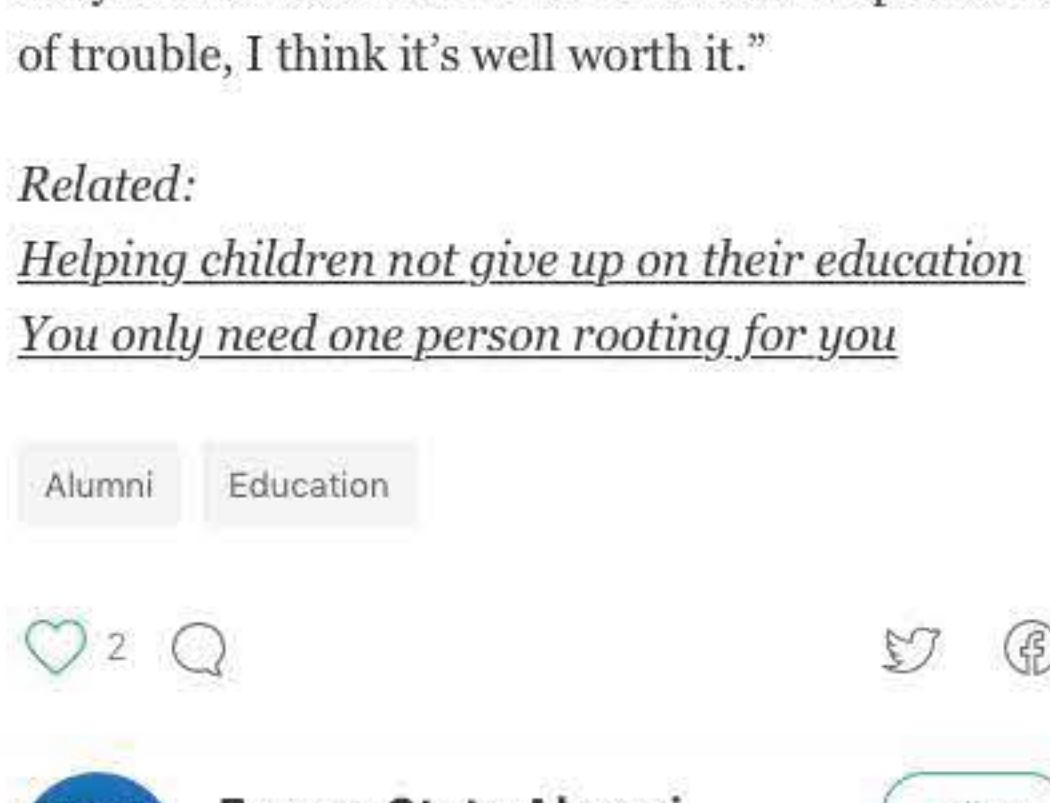 of trouble, I think it’s well worth it.”
Related:
Helping children not give up on their education
You only need one person rooting for you
Alumni
Education
2